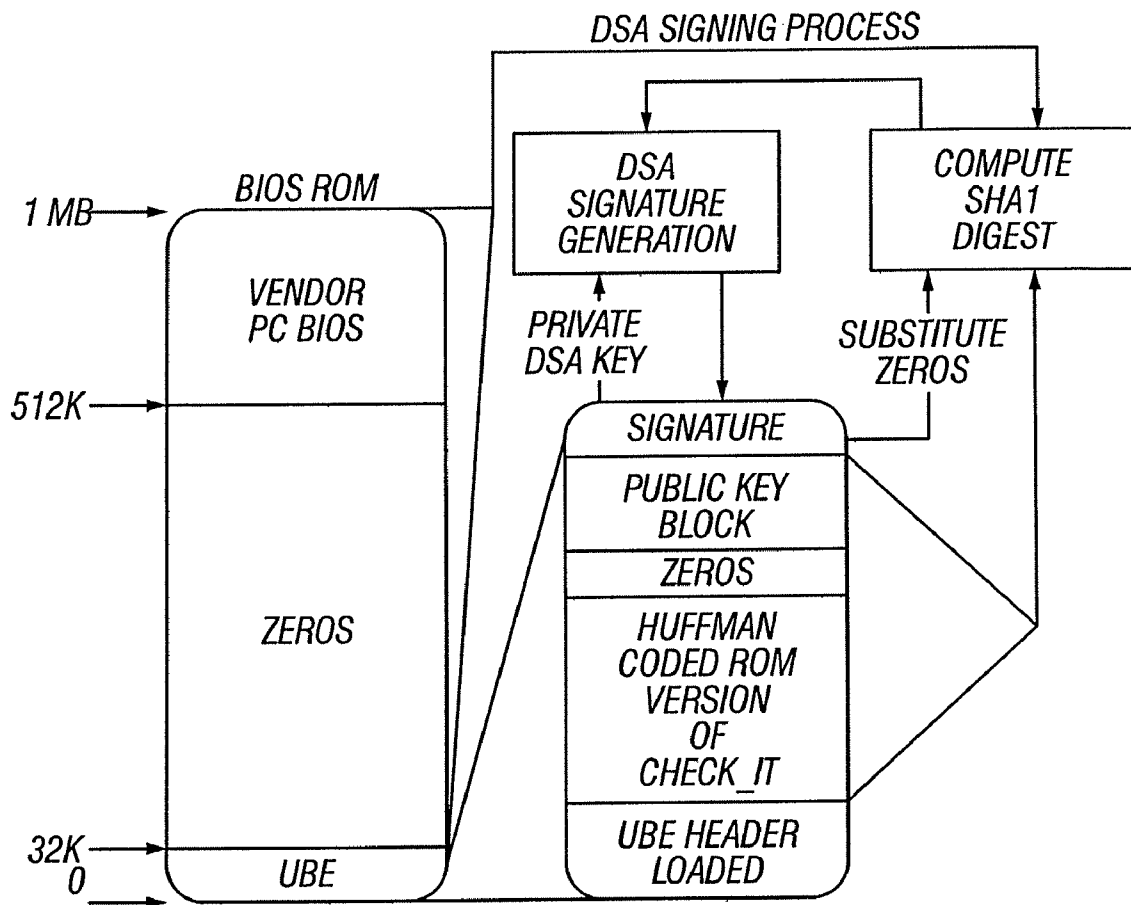 DSA SIGNING PROCESS
BIOS ROM
1 MB
VENDOR
PC BIOS
512K
ZEROS
32K
0
UBE
DSA
SIGNATURE
GENERATION
COMPUTE
SHA1
DIGEST
PRIVATE
DSA KEY
SUBSTITUTE
ZEROS
SIGNATURE
PUBLIC KEY
BLOCK
ZEROS
HUFFMAN
CODED ROM
VERSION
OF
CHECK_IT
UBE HEADER
LOADED